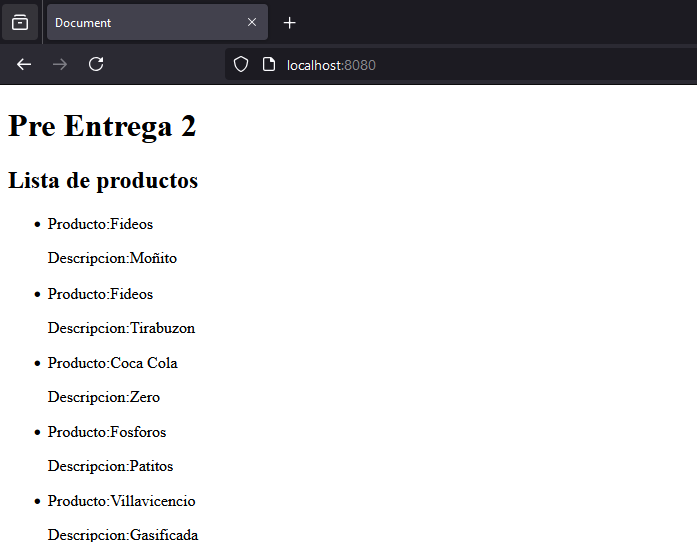 Document
localhost:8080
Pre Entrega 2
Lista de productos
Producto:Fideos
Descripcion:Moñito
Producto:Fideos
Descripcion:Tirabuzon
Producto:Coca Cola
Descripcion:Zero
Producto:Fosforos
Descripcion:Patitos
Producto:Villavicencio
Descripcion:Gasificada